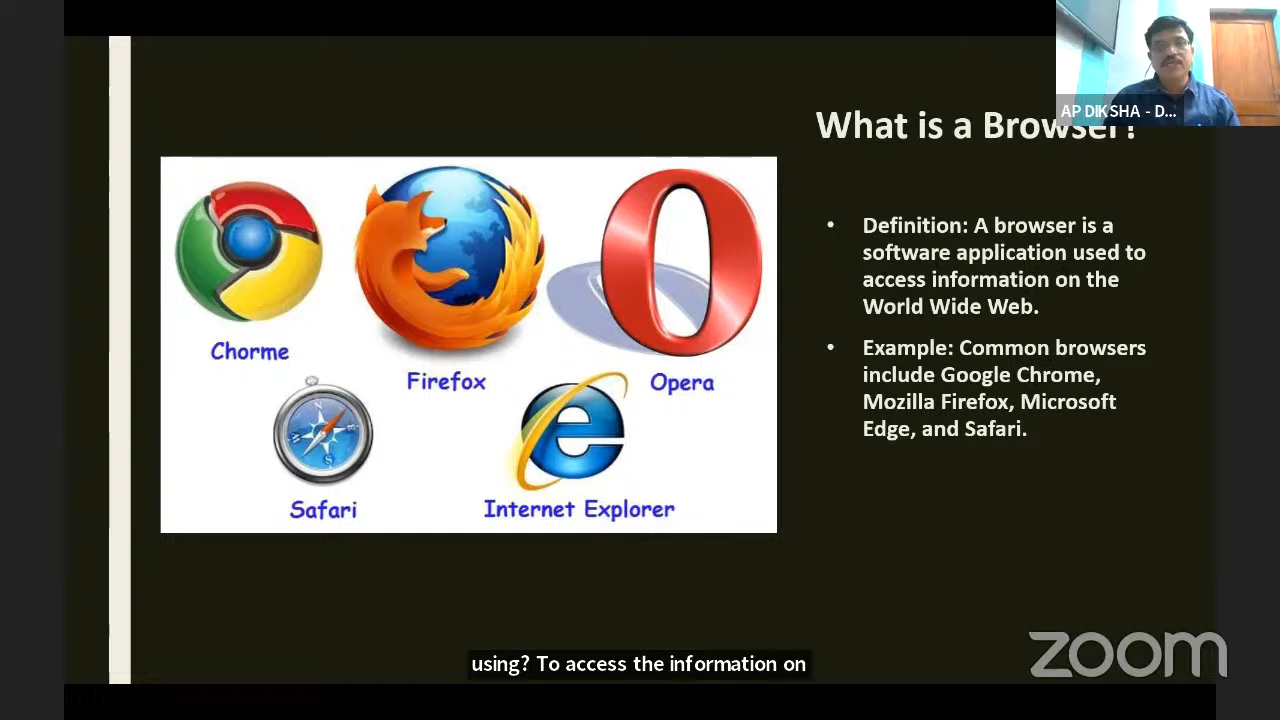 AP DIKSHA - D...
What is a Browser?
Chorme
Firefox
Opera
Safari
Internet Explorer
• Definition: A browser is a
software application used to
access information on the
World Wide Web.
• Example: Common browsers
include Google Chrome,
Mozilla Firefox, Microsoft
Edge, and Safari.
using? To access the information on
zoom